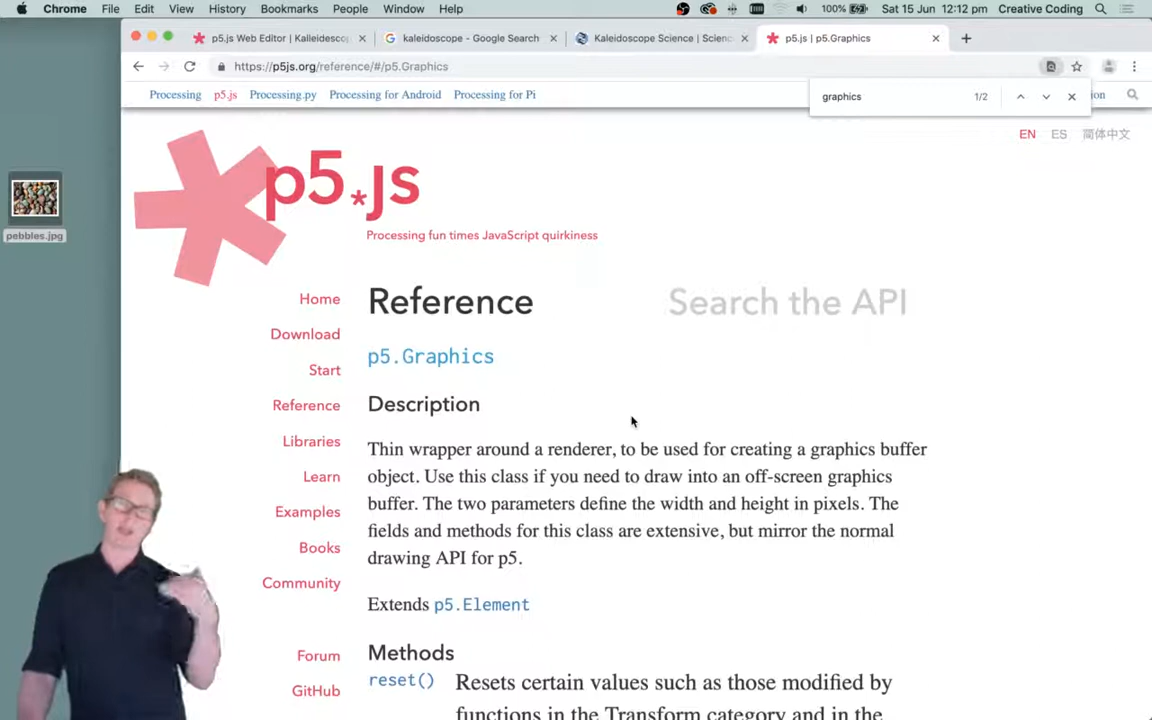 Chrome File Edit View History Bookmarks People Window Help 100% Sat 15 Jun 12:12 pm Creative Coding
p5.js Web Editor | Kalleidescop kaleidoscope - Google Search Kaleidoscope Science | Scienc p5.js | p5.Graphics
https://p5js.org/reference/#/p5.Graphics
Processing p5.js Processing.py Processing for Android Processing for Pi
graphics 1/2
EN ES 简体中文
p5.js
Processing fun times JavaScript quirkiness
pebbles.jpg
Home
Download
Start
Reference
Libraries
Learn
Examples
Books
Community
Forum
GitHub
Reference Search the API
p5.Graphics
Description
Thin wrapper around a renderer, to be used for creating a graphics buffer
object. Use this class if you need to draw into an off-screen graphics
buffer. The two parameters define the width and height in pixels. The
fields and methods for this class are extensive, but mirror the normal
drawing API for p5.
Extends p5.Element
Methods
reset() Resets certain values such as those modified by
functions in the Transform category and in the